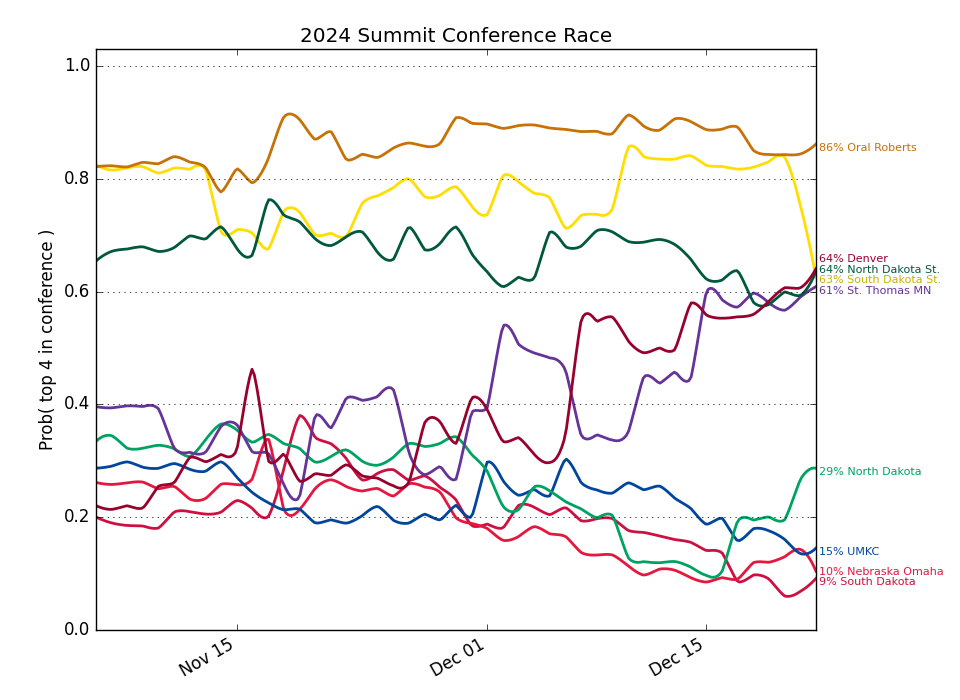 2024 Summit Conference Race
Prob( top 4 in conference )
1.0
0.8
0.6
0.4
0.2
0.0
Nov 15
Dec 01
Dec 15
86% Oral Roberts
64% Denver
64% North Dakota St.
63% South Dakota St.
61% St. Thomas MN
29% North Dakota
15% UMKC
10% Nebraska Omaha
9% South Dakota